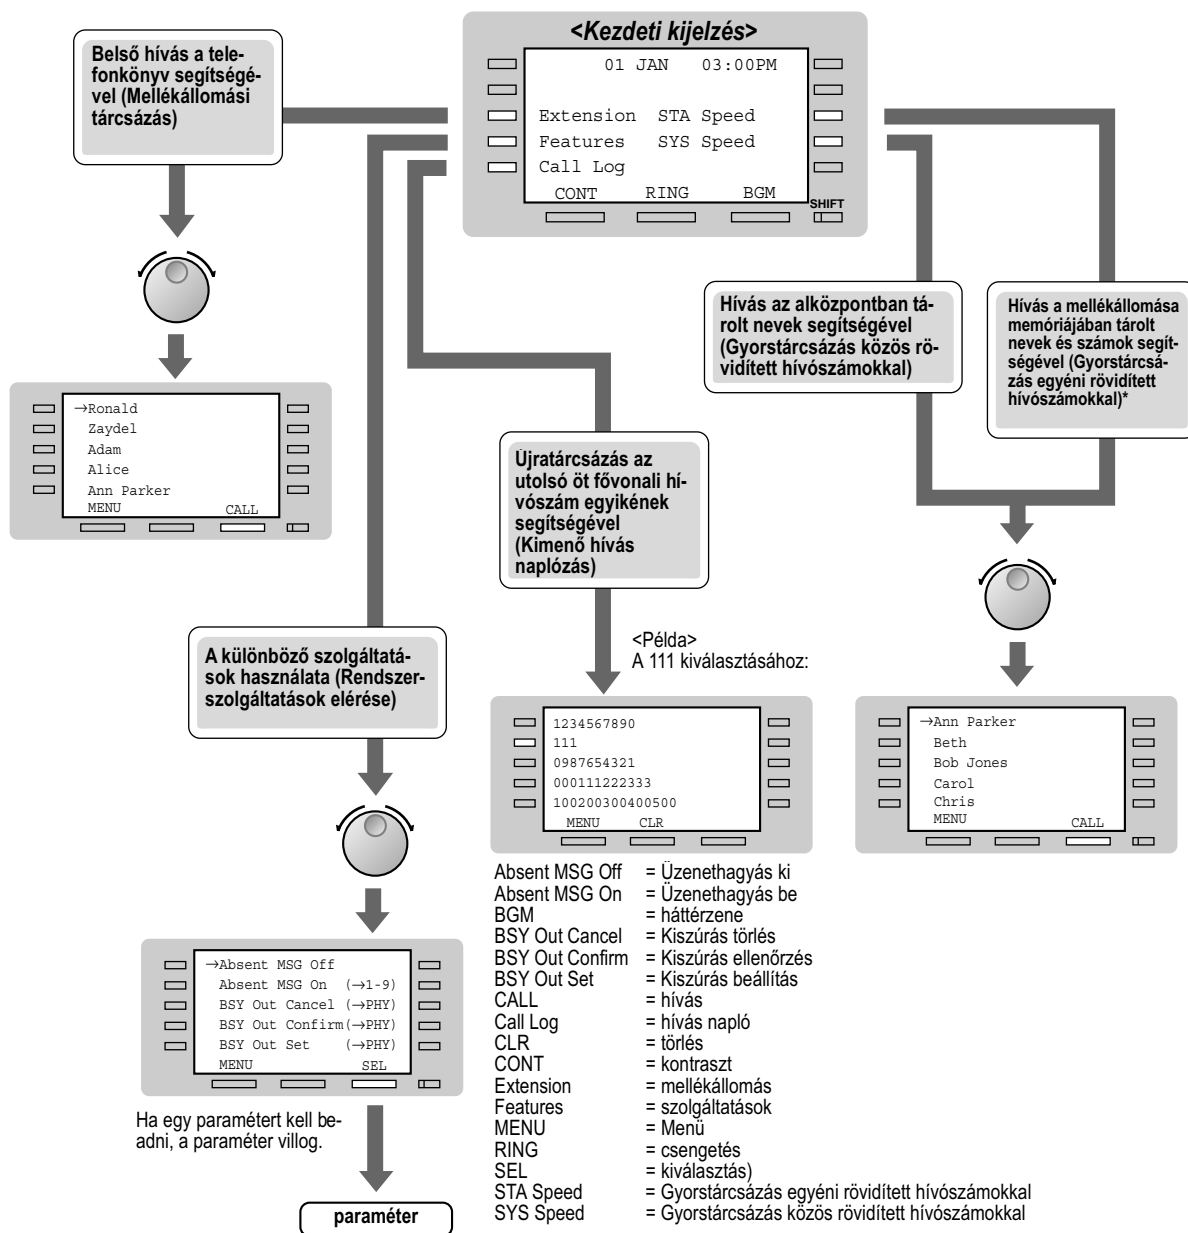 <Kezdeti kijelzés>
01 JAN 03:00PM
Extension STA Speed
Features SYS Speed
Call Log
CONT RING BGM
SHIFT
Belső hívás a tele-
fonkönyv segítségé-
vel (Mellékállomási
tárcsázás)
→Ronald
Zaydel
Adam
Alice
Ann Parker
MENU CALL
Hívás az alközpontban tá-
rolt nevek segítségével
(Gyorstárcsázás közös rö-
vidített hívószámokkal)
Hívás a mellékállomása
memóriájában tárolt
nevek és számok segít-
ségével (Gyorstárcsá-
zás egyéni rövidített
hívószámokkal)*
Újratárcsázás az
utolsó öt fővonali hí-
vószám egyikének
segítségével
(Kimenő hívás
naplózás)
A különböző szolgáltatá-
sok használata (Rendszer-
szolgáltatások elérése)
<Példa>
A 111 kiválasztásához:
1234567890
111
0987654321
000111222333
100200300400500
MENU CLR
→Ann Parker
Beth
Bob Jones
Carol
Chris
MENU CALL
→Absent MSG Off
Absent MSG On (→1-9)
BSY Out Cancel (→PHY)
BSY Out Confirm(→PHY)
BSY Out Set (→PHY)
MENU SEL
Ha egy paramétert kell be-
adni, a paraméter villog.
paraméter
Absent MSG Off = Üzenethagyás ki
Absent MSG On = Üzenethagyás be
BGM = háttérzene
BSY Out Cancel = Kiszúrás törlés
BSY Out Confirm = Kiszúrás ellenőrzés
BSY Out Set = Kiszúrás beállítás
CALL = hívás
Call Log = hívás napló
CLR = törlés
CONT = kontraszt
Extension = mellékállomás
Features = szolgáltatások
MENU = Menü
RING = csengetés
SEL = kiválasztás)
STA Speed = Gyorstárcsázás egyéni rövidített hívószámokkal
SYS Speed = Gyorstárcsázás közös rövidített hívószámokkal